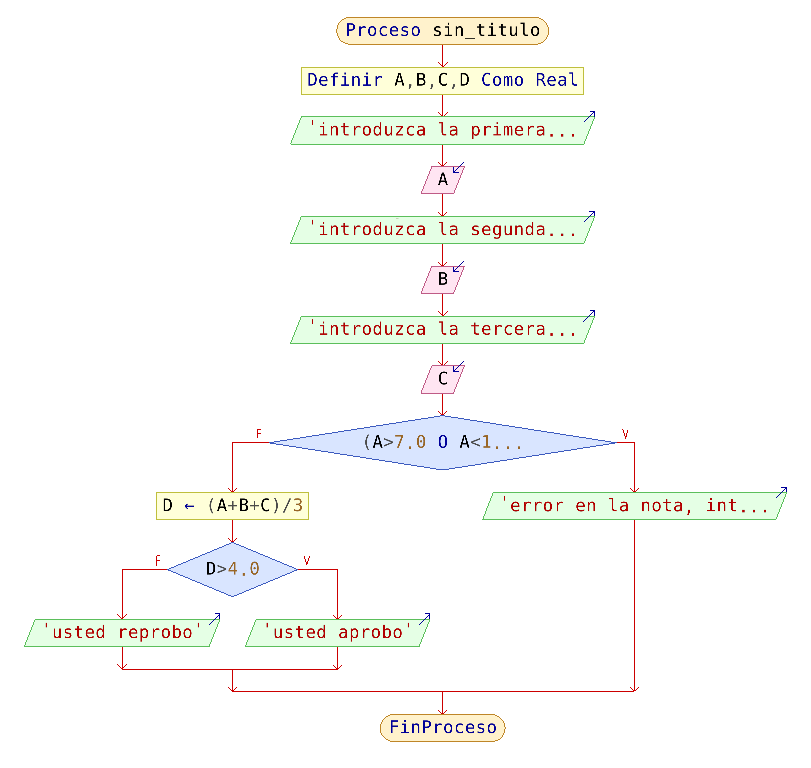 Proceso sin_titulo
Definir A,B,C,D Como Real
'introduzca la primera...
A
'introduzca la segunda...
B
'introduzca la tercera...
C
F
(A>7.0 O A<1...
V
D ← (A+B+C)/3
'error en la nota, int...
F
D>4.0
V
'usted reprobo'
'usted aprobo'
FinProceso